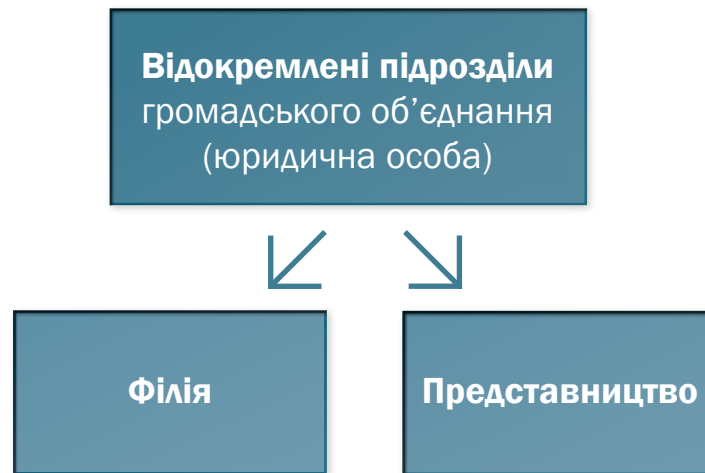 Відокремлені підрозділи
громадського об’єднання
(юридична особа)
Філія
Представництво